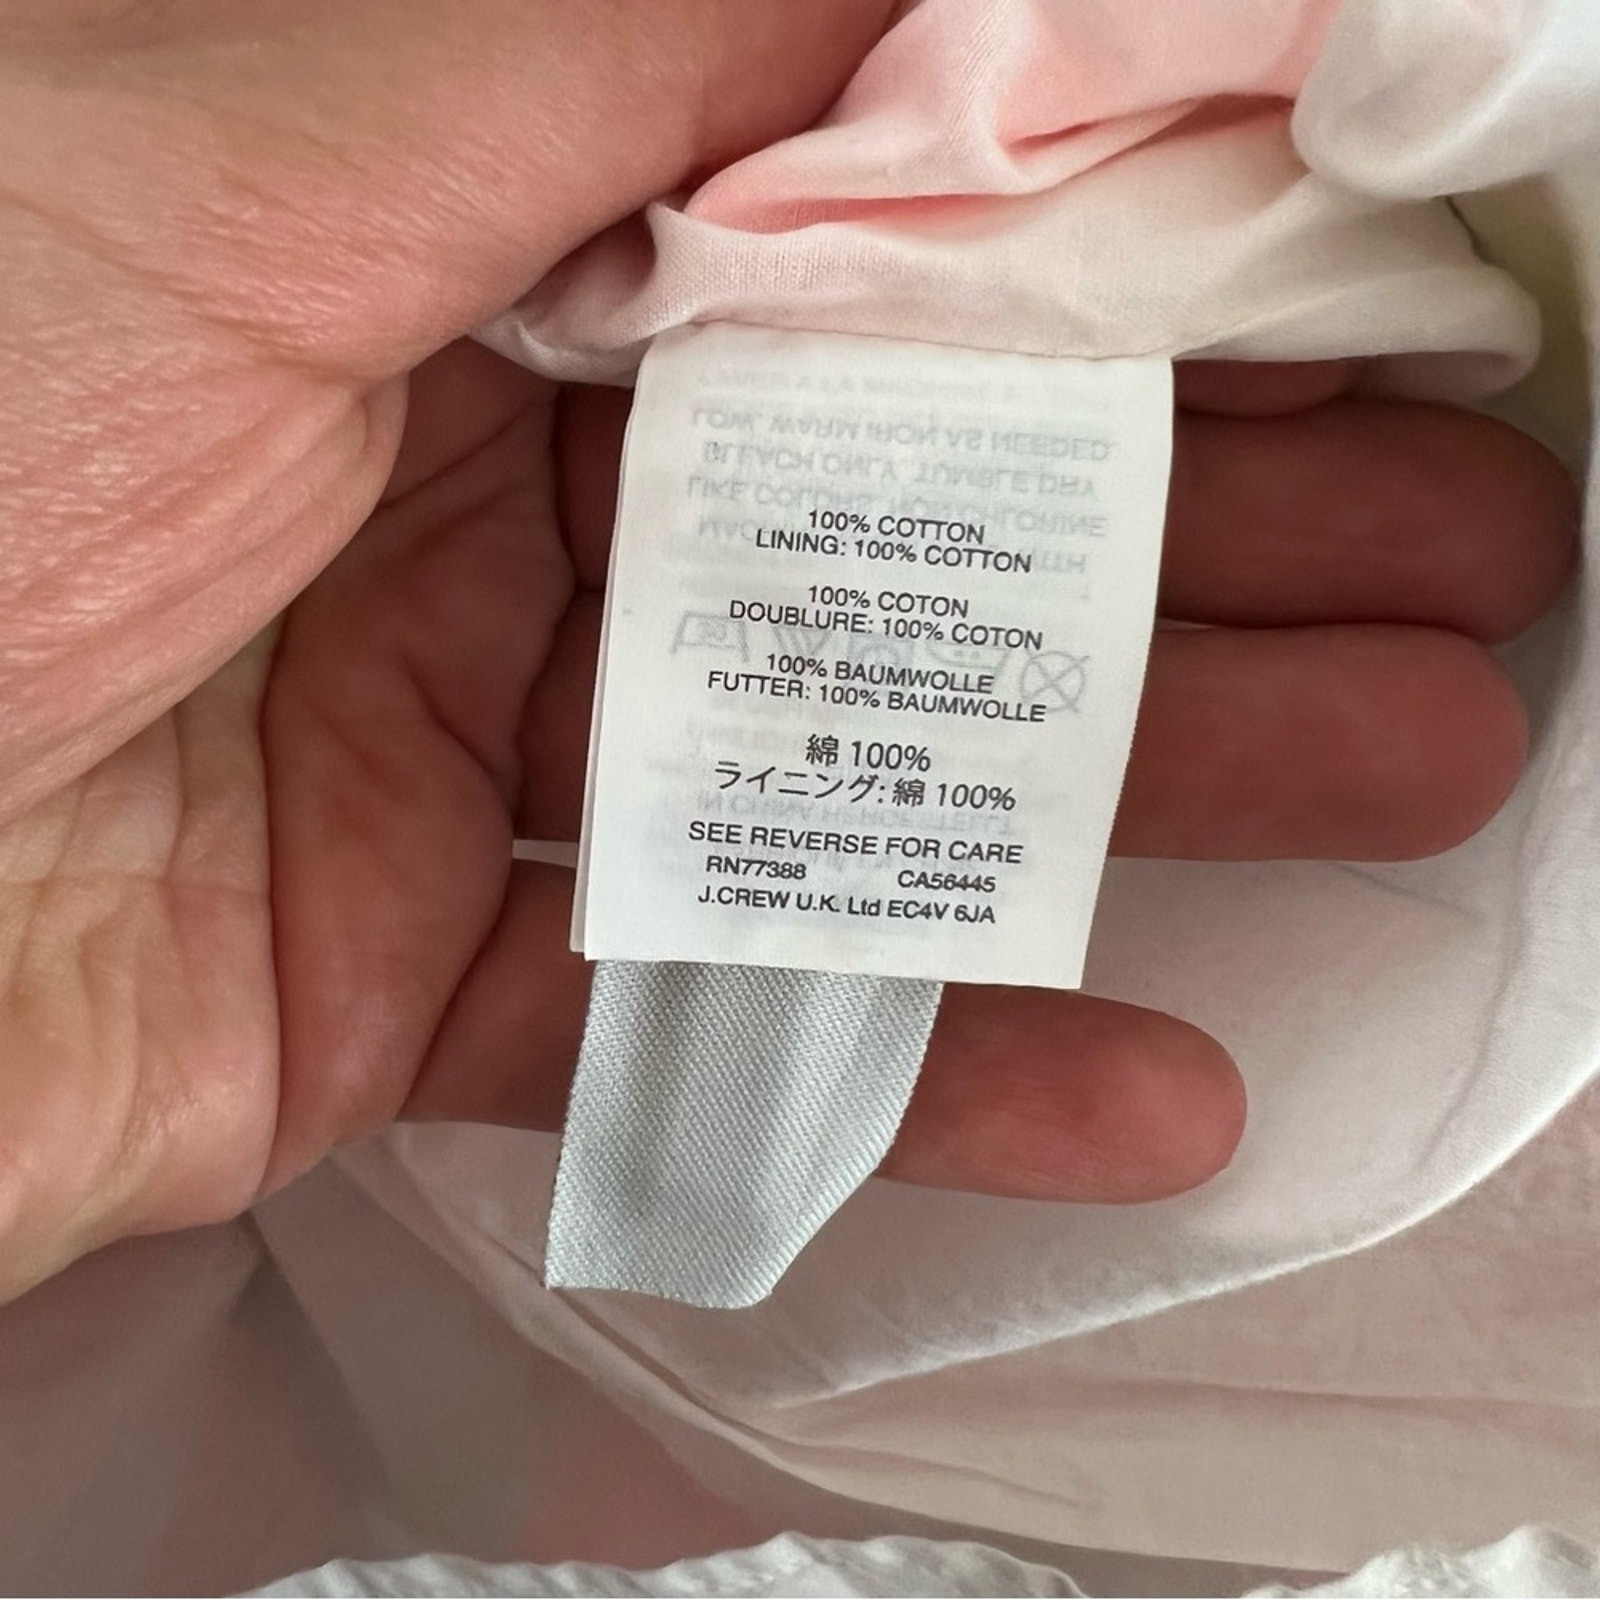 100% COTTON
LINING: 100% COTTON
100% COTON
DOUBLURE: 100% COTON
100% BAUMWOLLE
FUTTER: 100% BAUMWOLLE
綿 100%
ライニング: 綿 100%
SEE REVERSE FOR CARE
RN77388 CA56445
J.CREW U.K. Ltd EC4V 6JA